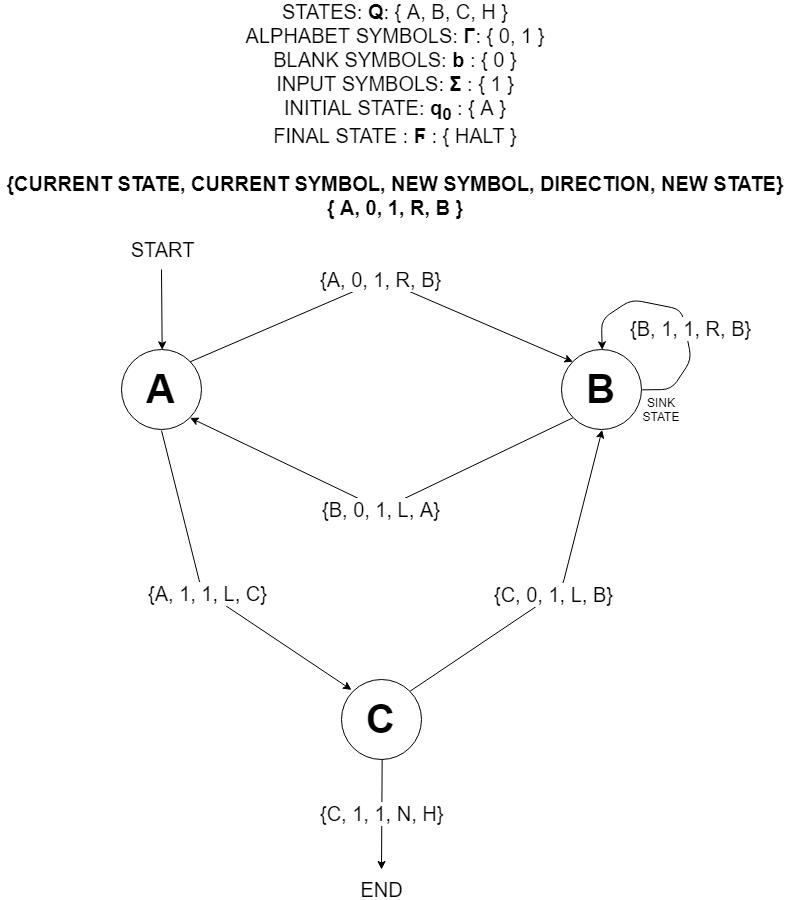 STATES: Q: { A, B, C, H }
ALPHABET SYMBOLS: Γ: { 0, 1 }
BLANK SYMBOLS: b : { 0 }
INPUT SYMBOLS: Σ : { 1 }
INITIAL STATE: q₀ : { A }
FINAL STATE : F : { HALT }
{CURRENT STATE, CURRENT SYMBOL, NEW SYMBOL, DIRECTION, NEW STATE}
{ A, 0, 1, R, B }
START
{A, 0, 1, R, B}
{B, 1, 1, R, B}
A
B
SINK
STATE
{B, 0, 1, L, A}
{A, 1, 1, L, C}
{C, 0, 1, L, B}
C
{C, 1, 1, N, H}
END